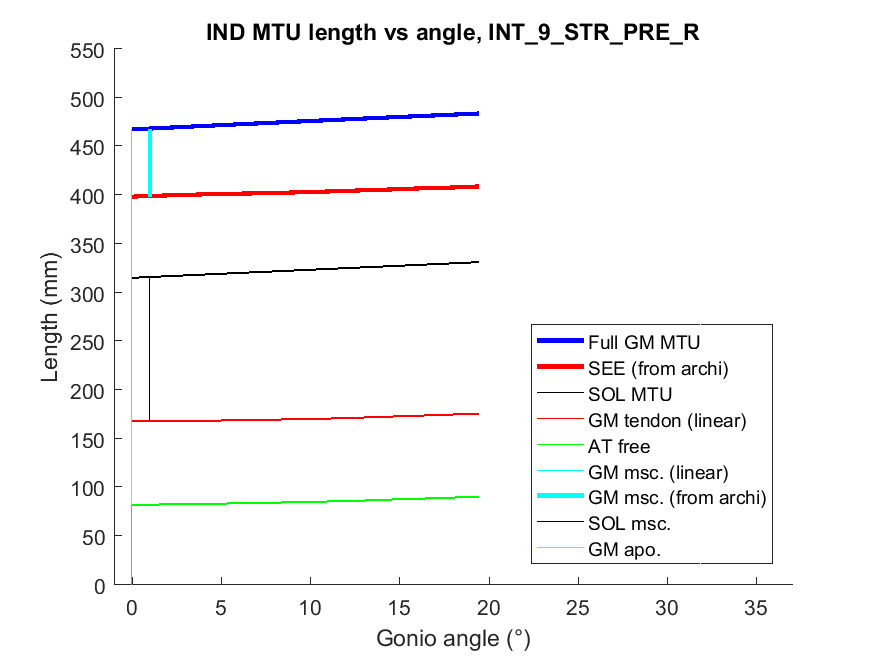 IND MTU length vs angle, INT_9_STR_PRE_R
550
500
450
400
350
300
250
200
150
100
50
0
Length (mm)
Full GM MTU
SEE (from archi)
SOL MTU
GM tendon (linear)
AT free
GM msc. (linear)
GM msc. (from archi)
SOL msc.
GM apo.
0 5 10 15 20 25 30 35
Gonio angle (°)